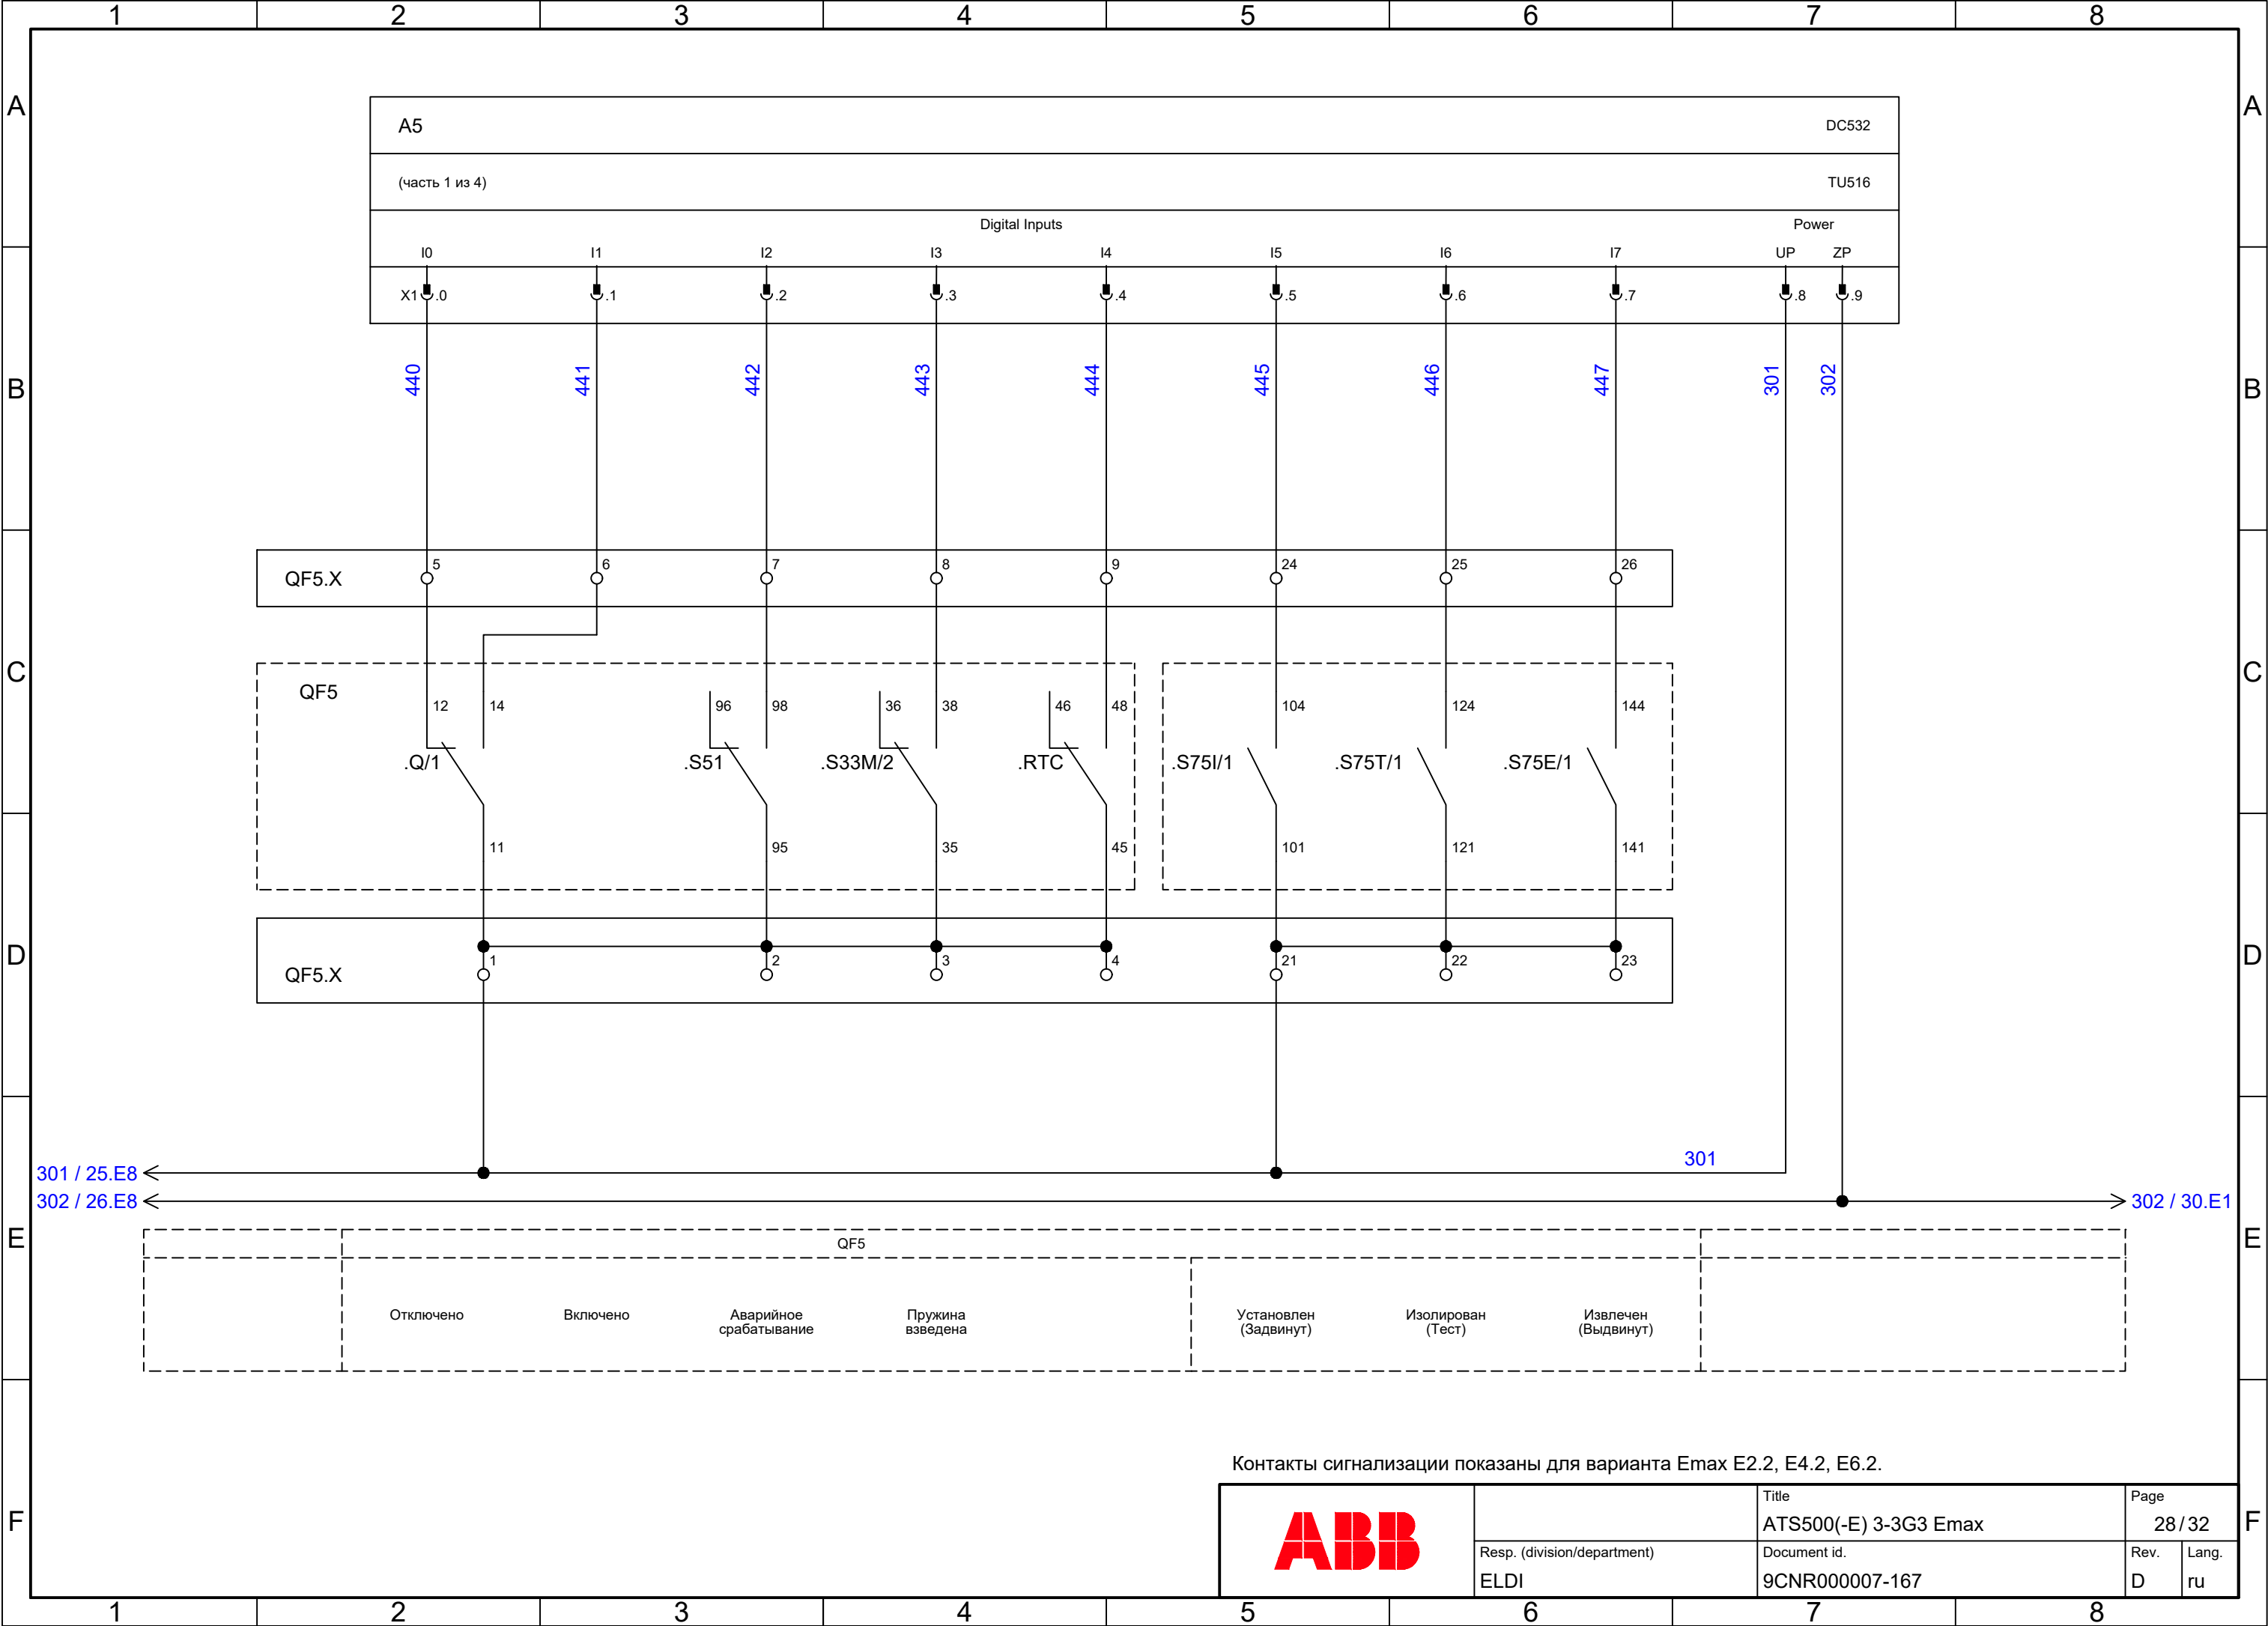 1 2 3 4 5 6 7 8
A A
A5 DC532
(часть 1 из 4) TU516
Digital Inputs Power
I0 I1 I2 I3 I4 I5 I6 I7 UP ZP
X1 .0 .1 .2 .3 .4 .5 .6 .7 .8 .9
440 441 442 443 444 445 446 447 301 302
B B
QF5.X 5 6 7 8 9 24 25 26
C C
QF5
12 14 96 98 36 38 46 48 104 124 144
.Q/1 .S51 .S33M/2 .RTC .S75I/1 .S75T/1 .S75E/1
11 95 35 45 101 121 141
D D
QF5.X 1 2 3 4 21 22 23
301
301 / 25.E8
302 / 26.E8 302 / 30.E1
E E
QF5
Отключено Включено Аварийное Пружина Установлен Изолирован Извлечен
срабатывание взведена (Задвинут) (Тест) (Выдвинут)
Контакты сигнализации показаны для варианта Emax E2.2, E4.2, E6.2.
F F
ABB
Title Page
ATS500(-E) 3-3G3 Emax 28/32
Resp. (division/department) Document id. Rev. Lang.
ELDI 9CNR000007-167 D ru
1 2 3 4 5 6 7 8